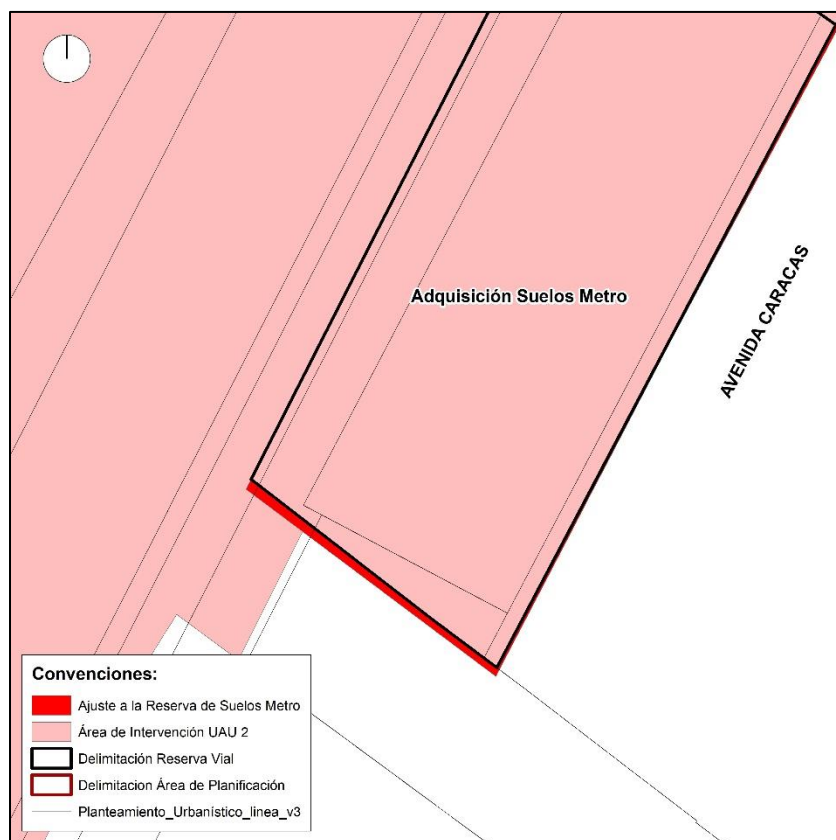 Adquisición Suelos Metro
AVENIDA CARACAS
Convenciones:
Ajuste a la Reserva de Suelos Metro
Área de Intervención UAU 2
Delimitación Reserva Vial
Delimitacion Área de Planificación
Planteamiento_Urbanístico_linea_v3